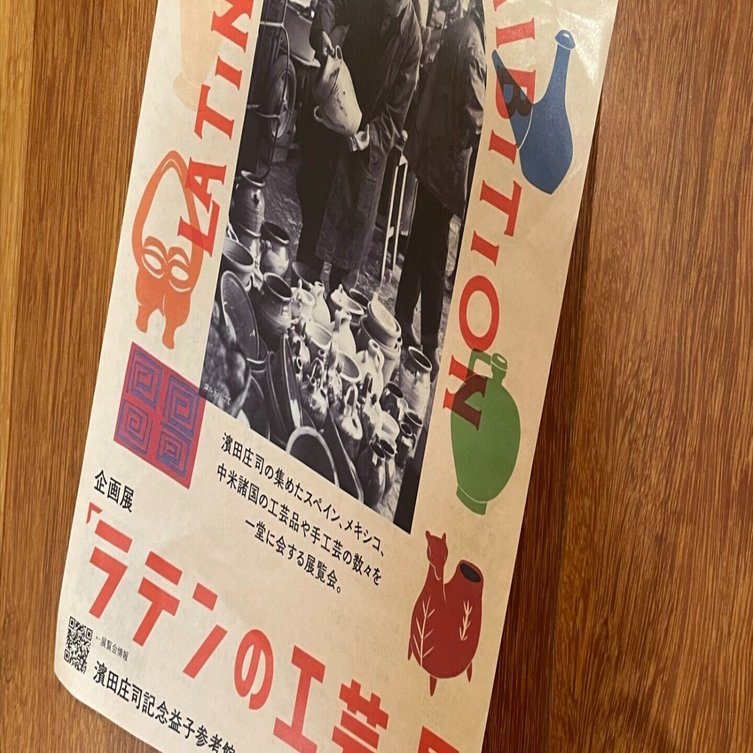 LATIN
ITION
濱田庄司の集めたスペイン、メキシコ、
中米諸国の工芸品や手工芸の数々を
一堂に会する展覧会。
企画展
「ラテンの工芸
←展覧会情報
濱田庄司記念益子参考館